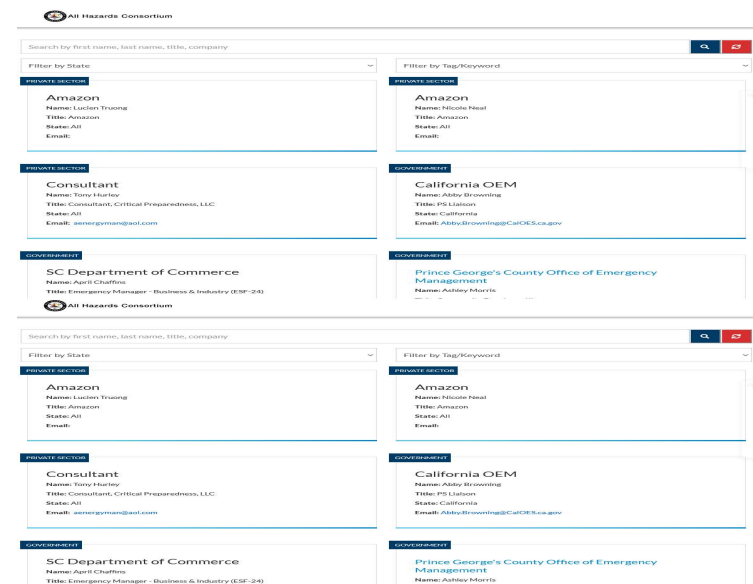 All Hazards Consortium
Search by first name, last name, title, company
Filter by State
Filter by Tag/Keyword
PRIVATE SECTOR
Amazon
Name: Lucien Truong
Title: Amazon
State: All
Email:
PRIVATE SECTOR
Amazon
Name: Nicole Neal
Title: Amazon
State: All
Email:
PRIVATE SECTOR
Consultant
Name: Tony Hurley
Title: Consultant, Critical Preparedness, LLC
State: All
Email: aenergyman@aol.com
GOVERNMENT
California OEM
Name: Abby Browning
Title: PS Liaison
State: California
Email: Abby.Browning@CalOES.ca.gov
GOVERNMENT
SC Department of Commerce
Name: April Chaffins
Title: Emergency Manager - Business & Industry (ESF-24)
GOVERNMENT
Prince George's County Office of Emergency
Management
Name: Ashley Morris
All Hazards Consortium
Search by first name, last name, title, company
Filter by State
Filter by Tag/Keyword
PRIVATE SECTOR
Amazon
Name: Lucien Truong
Title: Amazon
State: All
Email:
PRIVATE SECTOR
Amazon
Name: Nicole Neal
Title: Amazon
State: All
Email:
PRIVATE SECTOR
Consultant
Name: Tony Hurley
Title: Consultant, Critical Preparedness, LLC
State: All
Email: aenergyman@aol.com
GOVERNMENT
California OEM
Name: Abby Browning
Title: PS Liaison
State: California
Email: Abby.Browning@CalOES.ca.gov
GOVERNMENT
SC Department of Commerce
Name: April Chaffins
Title: Emergency Manager - Business & Industry (ESF-24)
GOVERNMENT
Prince George's County Office of Emergency
Management
Name: Ashley Morris